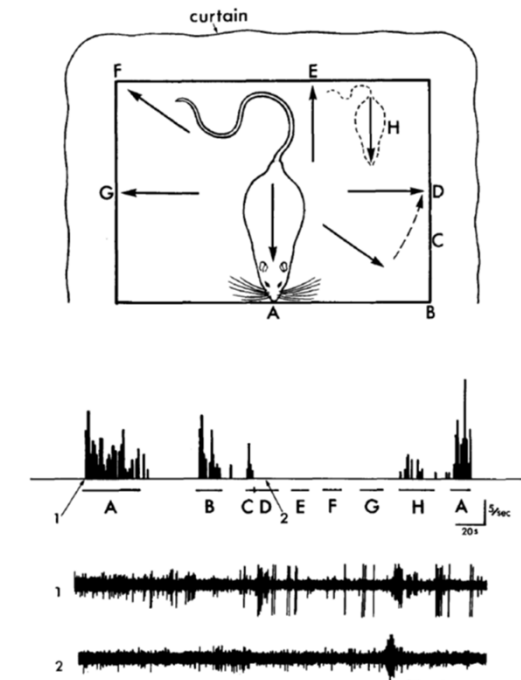 curtain
F E
H
G D
C
A B
1 A B C D 2 E F G H A 5/sec
20s
1
2